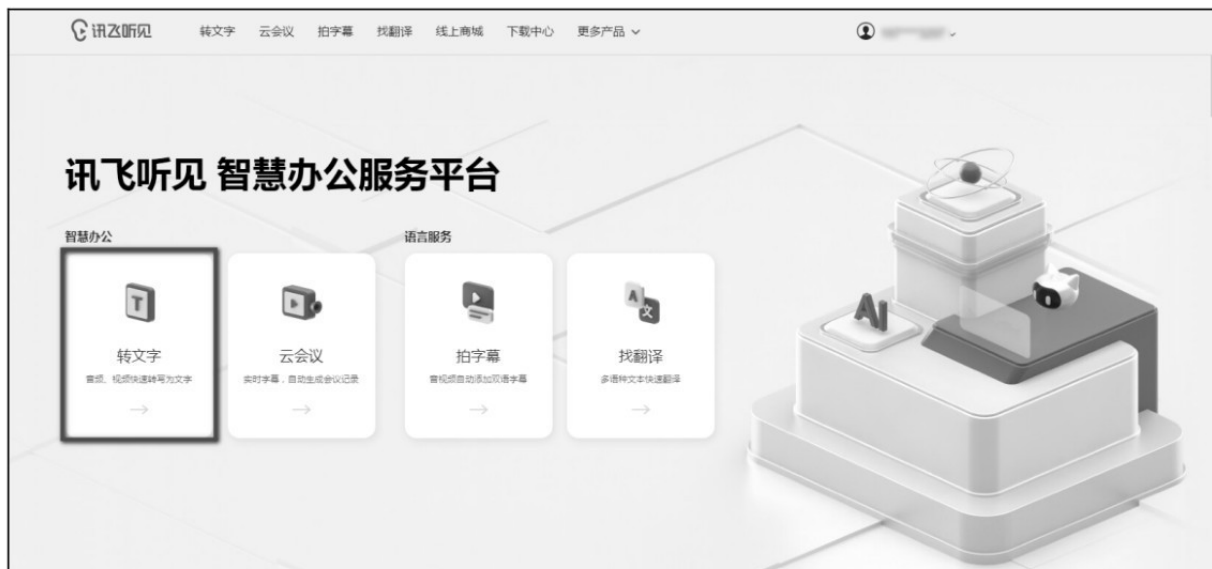 讯飞听见 转文字 云会议 拍字幕 找翻译 线上商城 下载中心 更多产品
讯飞听见 智慧办公服务平台
智慧办公 语言服务
转文字 云会议 拍字幕 找翻译
音频、视频快速转写为文字 实时字幕，自动生成会议记录 音视频自动添加双语字幕 多语种文本快速翻译
T
A 文
AI